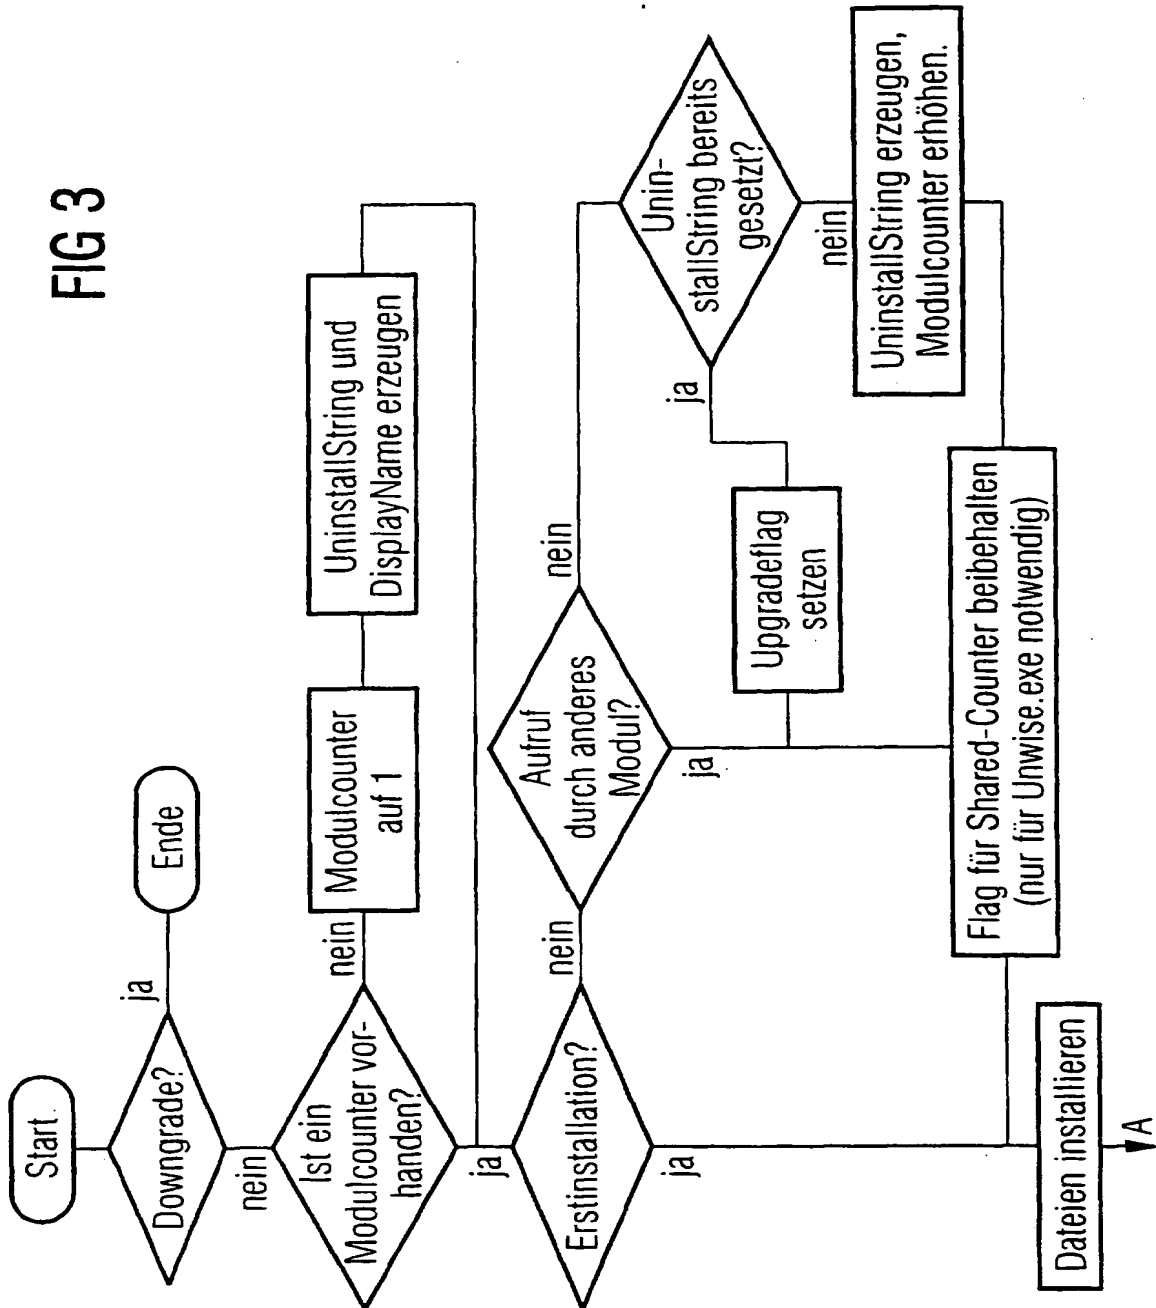 FIG 3
Start
Downgrade?
ja
Ende
nein
Ist ein
Modulcounter vor-
handen?
nein
Modulcounter
auf 1
UninstallString und
DisplayName erzeugen
ja
Erstinstallation?
nein
Aufruf
durch anderes
Modul?
nein
Unin-
stallString bereits
gesetzt?
ja
Upgradeflag
setzen
nein
UninstallString erzeugen,
Modulcounter erhöhen.
ja
Flag für Shared-Counter beibehalten
(nur für Unwise.exe notwendig)
ja
Dateien installieren
A